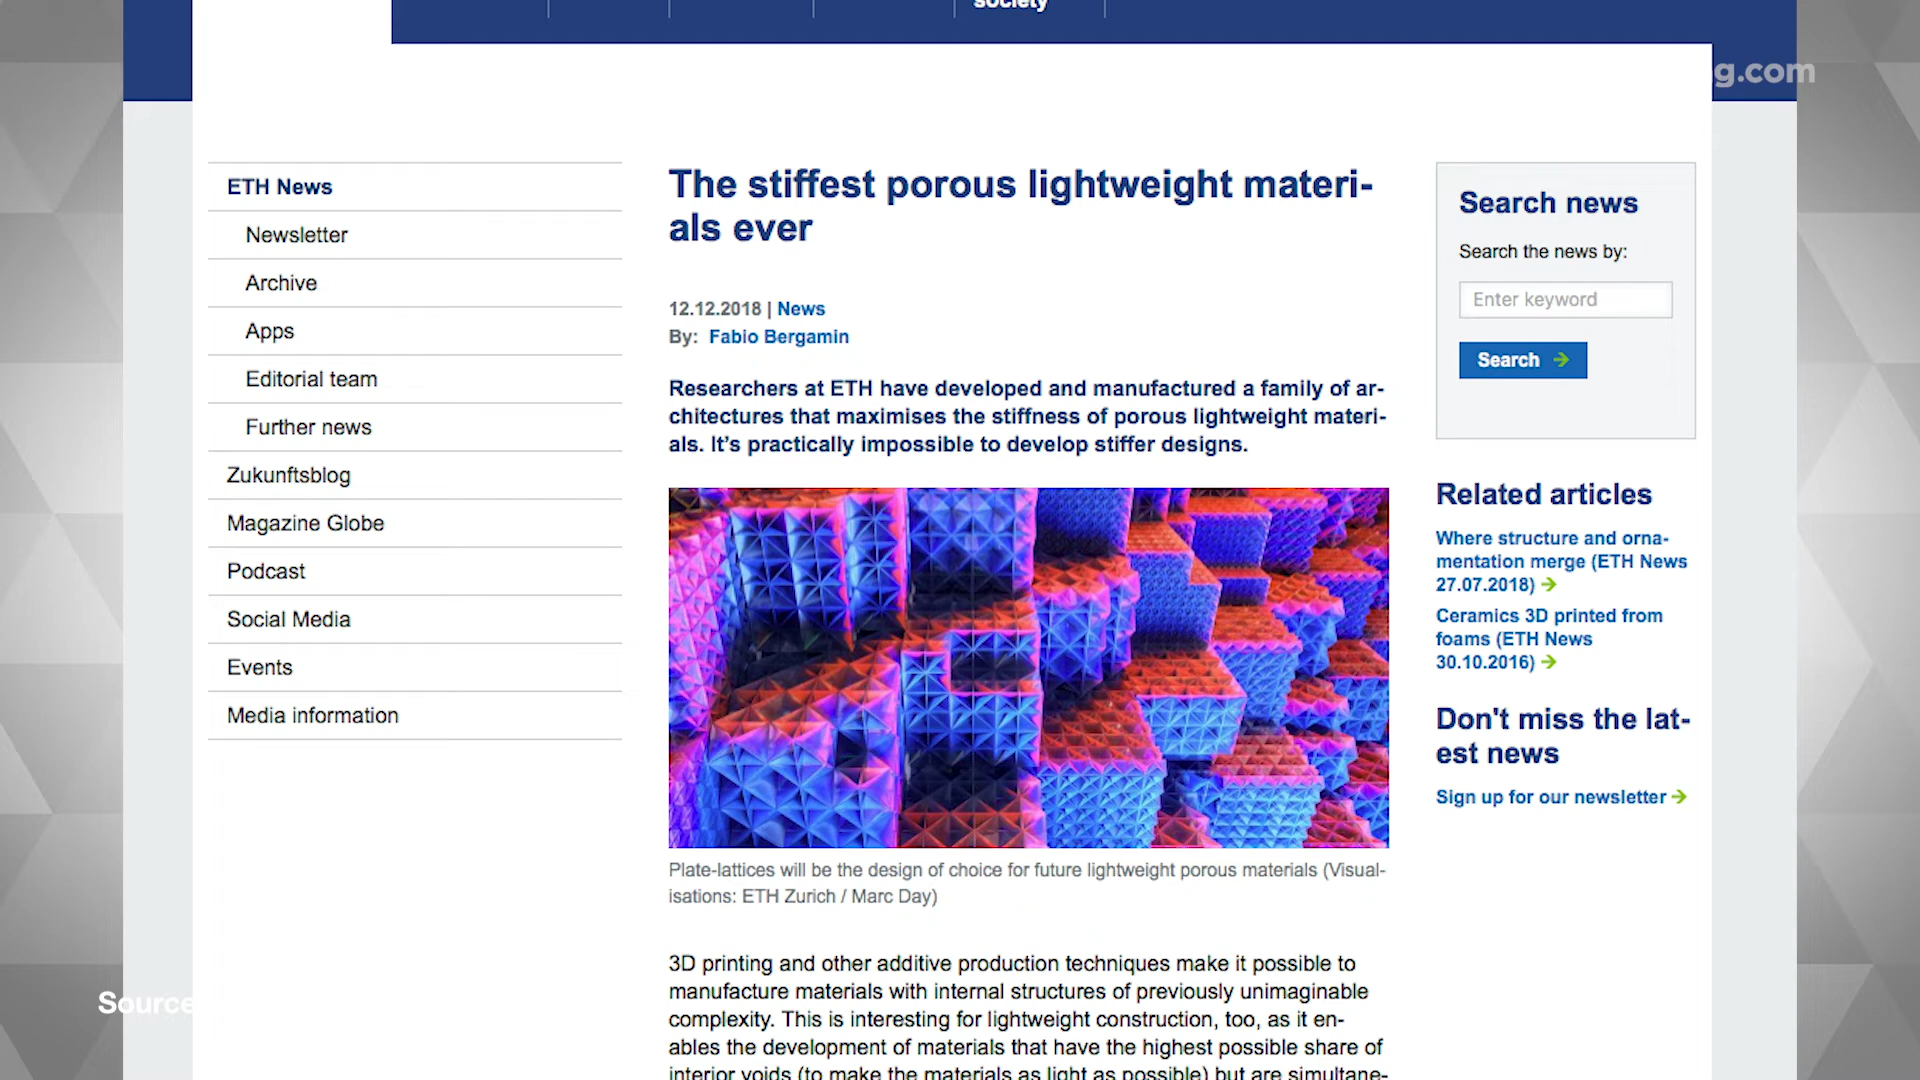 society
g.com
ETH News
Newsletter
Archive
Apps
Editorial team
Further news
Zukunftsblog
Magazine Globe
Podcast
Social Media
Events
Media information
The stiffest porous lightweight materi-
als ever
12.12.2018 | News
By: Fabio Bergamin
Researchers at ETH have developed and manufactured a family of ar-
chitectures that maximises the stiffness of porous lightweight materi-
als. It's practically impossible to develop stiffer designs.
Plate-lattices will be the design of choice for future lightweight porous materials (Visual-
isations: ETH Zurich / Marc Day)
3D printing and other additive production techniques make it possible to
manufacture materials with internal structures of previously unimaginable
complexity. This is interesting for lightweight construction, too, as it en-
ables the development of materials that have the highest possible share of
interior voids (to make the materials as light as possible) but are simultane-
Search news
Search the news by:
Enter keyword
Search
Related articles
Where structure and orna-
mentation merge (ETH News
27.07.2018)
Ceramics 3D printed from
foams (ETH News
30.10.2016)
Don't miss the lat-
est news
Sign up for our newsletter
Source